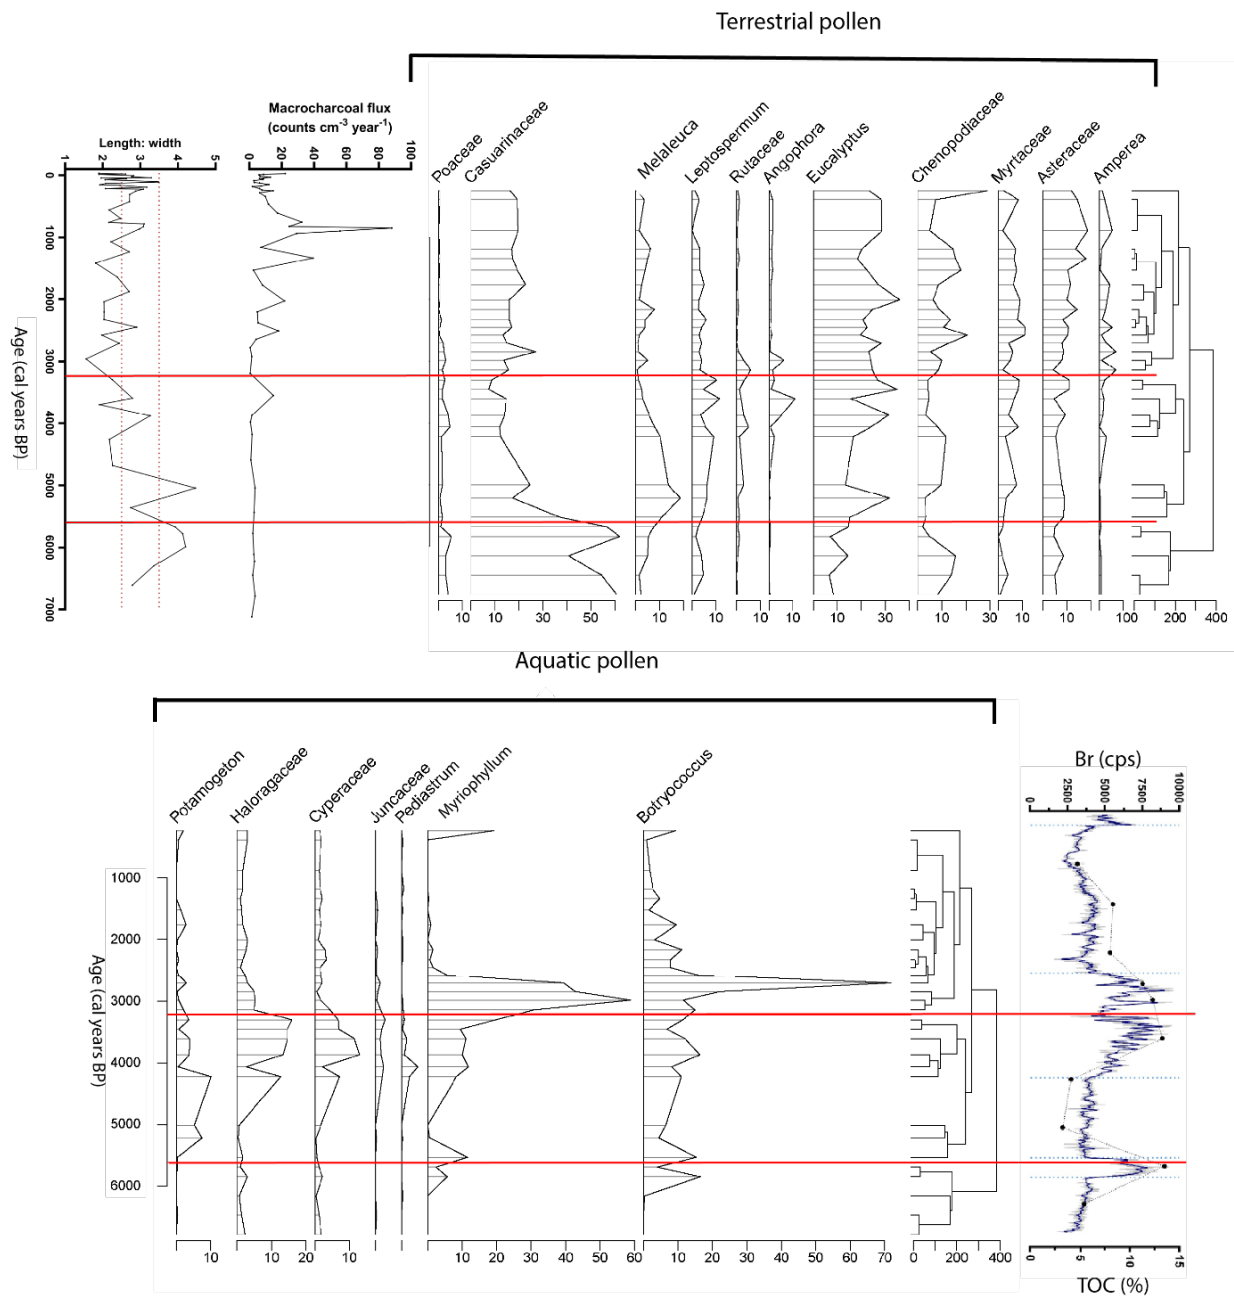 Terrestrial pollen
Macrocharcoal flux
(counts cm⁻³ year⁻¹)
Length: width
1 2 3 4 5
0 20 40 60 80 100
Poaceae
Casuarinaceae
Melaleuca
Leptospermum
Rutaceae
Angophora
Eucalyptus
Chenopodiaceae
Myrtaceae
Asteraceae
Amperea
Age (cal years BP)
0
1000
2000
3000
4000
5000
6000
7000
10 10 30 50 10 10 10 10 10 30 30 10 10 100 200 400
Aquatic pollen
Potamogeton
Haloragaceae
Cyperaceae
Juncaceae
Pediastrum
Myriophyllum
Botryococcus
Br (cps)
0 25000 50000 75000 100000
Age (cal years BP)
1000
2000
3000
4000
5000
6000
10 10 20 10 10 20 30 40 50 60 10 20 30 40 50 60 70 0 100 200 400
0 5 10 15
TOC (%)